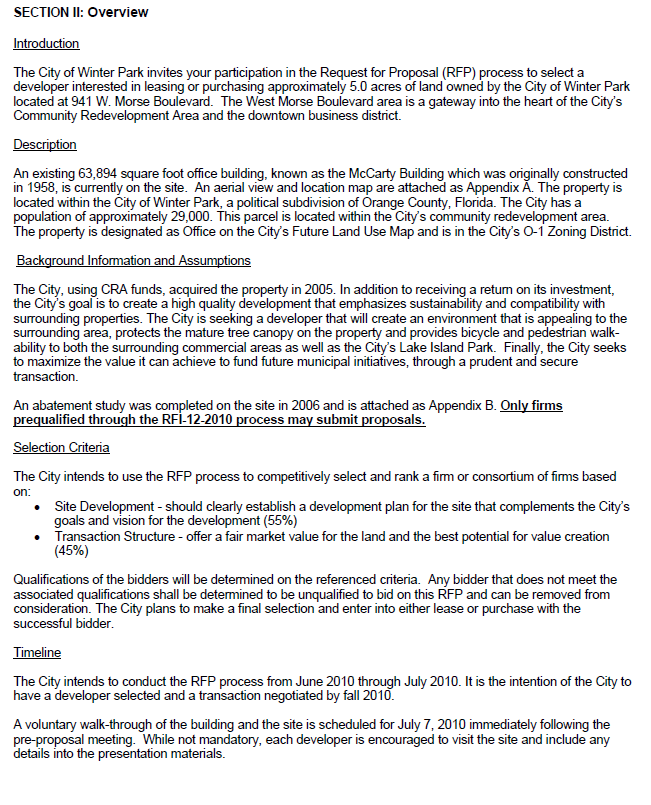 SECTION II: Overview
Introduction
The City of Winter Park invites your participation in the Request for Proposal (RFP) process to select a
developer interested in leasing or purchasing approximately 5.0 acres of land owned by the City of Winter Park
located at 941 W. Morse Boulevard.  The West Morse Boulevard area is a gateway into the heart of the City's
Community Redevelopment Area and the downtown business district.
Description
An existing 63,894 square foot office building, known as the McCarty Building which was originally constructed
in 1958, is currently on the site.  An aerial view and location map are attached as Appendix A. The property is
located within the City of Winter Park, a political subdivision of Orange County, Florida. The City has a
population of approximately 29,000. This parcel is located within the City's community redevelopment area.
The property is designated as Office on the City's Future Land Use Map and is in the City's O-1 Zoning District.
Background Information and Assumptions
The City, using CRA funds, acquired the property in 2005. In addition to receiving a return on its investment,
the City's goal is to create a high quality development that emphasizes sustainability and compatibility with
surrounding properties. The City is seeking a developer that will create an environment that is appealing to the
surrounding area, protects the mature tree canopy on the property and provides bicycle and pedestrian walk-
ability to both the surrounding commercial areas as well as the City's Lake Island Park.  Finally, the City seeks
to maximize the value it can achieve to fund future municipal initiatives, through a prudent and secure
transaction.
An abatement study was completed on the site in 2006 and is attached as Appendix B. Only firms
prequalified through the RFI-12-2010 process may submit proposals.
Selection Criteria
The City intends to use the RFP process to competitively select and rank a firm or consortium of firms based
on:
• Site Development - should clearly establish a development plan for the site that complements the City's
goals and vision for the development (55%)
• Transaction Structure - offer a fair market value for the land and the best potential for value creation
(45%)
Qualifications of the bidders will be determined on the referenced criteria.  Any bidder that does not meet the
associated qualifications shall be determined to be unqualified to bid on this RFP and can be removed from
consideration. The City plans to make a final selection and enter into either lease or purchase with the
successful bidder.
Timeline
The City intends to conduct the RFP process from June 2010 through July 2010. It is the intention of the City to
have a developer selected and a transaction negotiated by fall 2010.
A voluntary walk-through of the building and the site is scheduled for July 7, 2010 immediately following the
pre-proposal meeting.  While not mandatory, each developer is encouraged to visit the site and include any
details into the presentation materials.